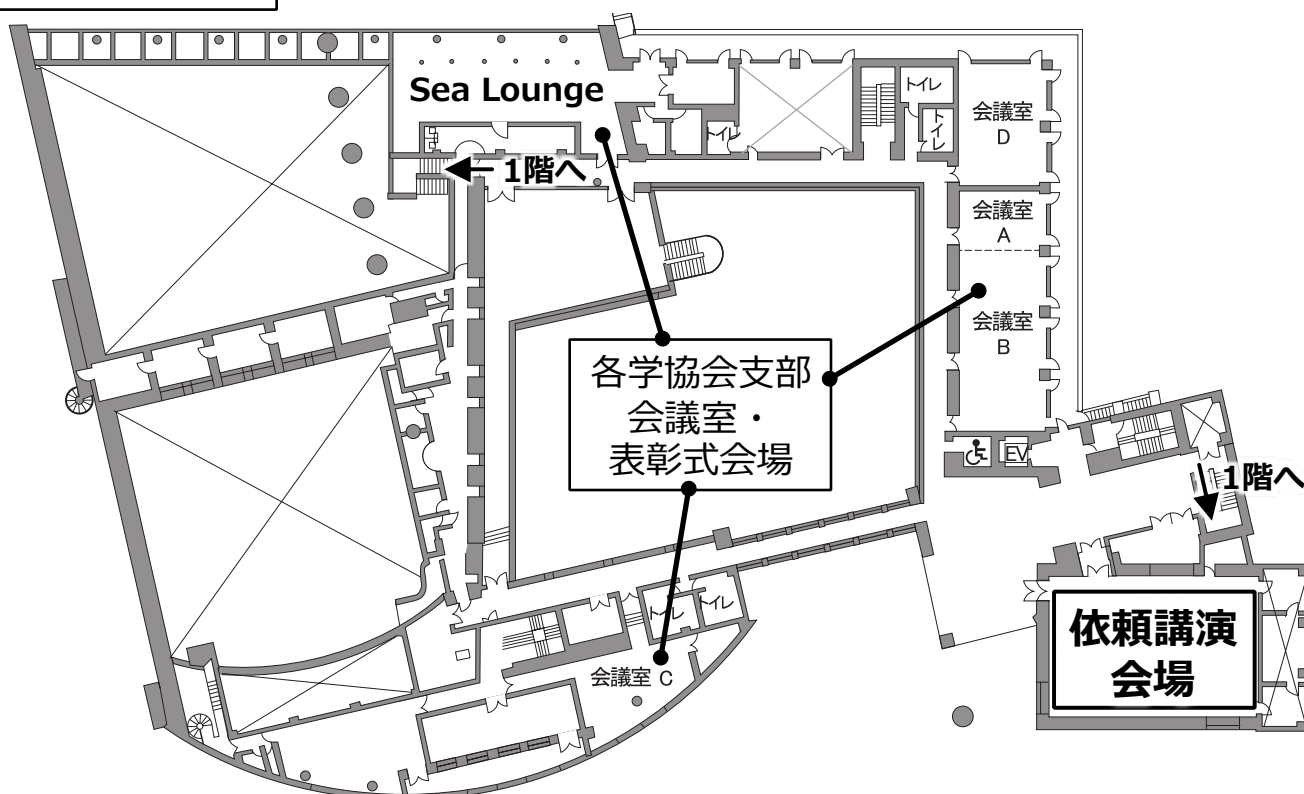 Sea Lounge
トイレ
トイレ
トイレ
会議室
D
← 1階へ
会議室
A
会議室
B
各学協会支部
会議室・
表彰式会場
EV
1階へ
トイレ
トイレ
会議室 C
依頼講演
会場